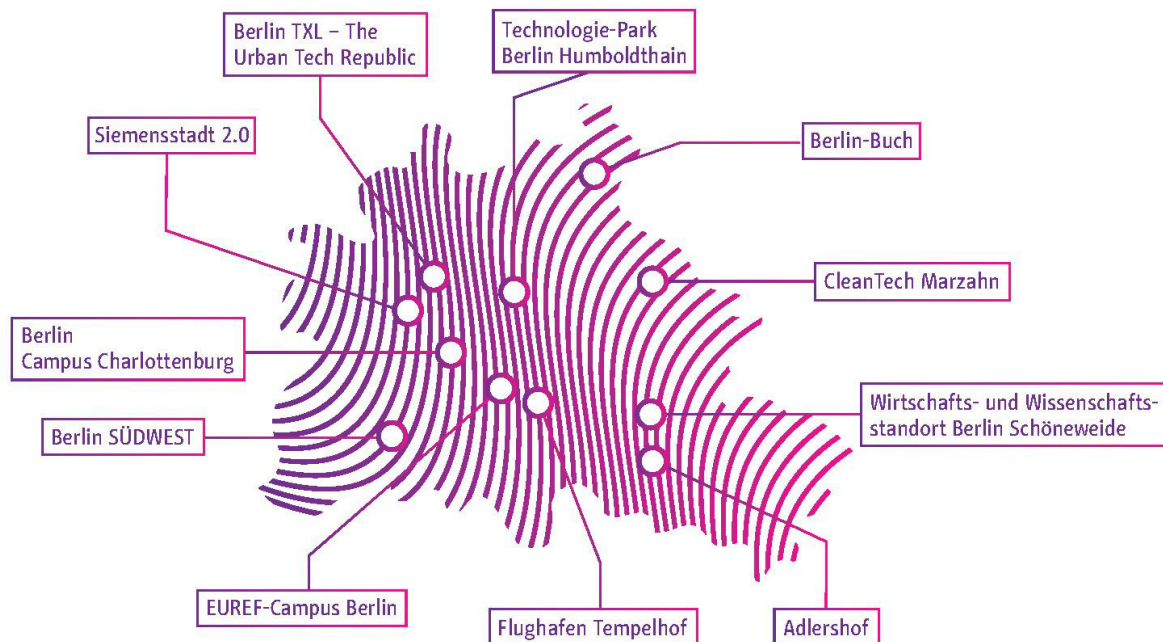 Berlin TXL – The
Urban Tech Republic
Technologie-Park
Berlin Humboldthain
Siemensstadt 2.0
Berlin-Buch
CleanTech Marzahn
Berlin
Campus Charlottenburg
Wirtschafts- und Wissenschafts-
standort Berlin Schöneweide
Berlin SÜDWEST
EUREF-Campus Berlin
Flughafen Tempelhof
Adlershof